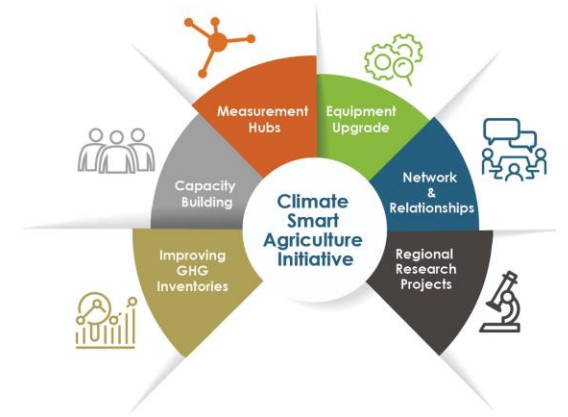 Measurement
Hubs
Equipment
Upgrade
Capacity
Building
Network
&
Relationships
Climate
Smart
Agriculture
Initiative
Improving
GHG
Inventories
Regional
Research
Projects